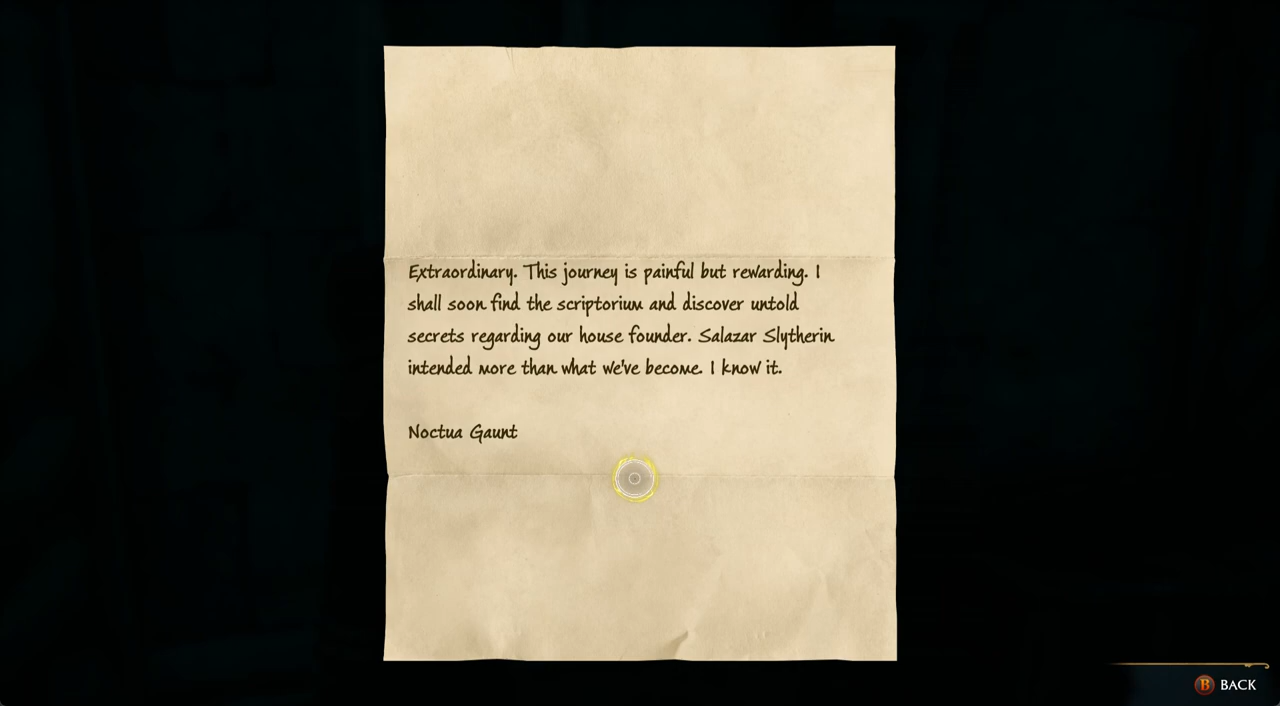 Extraordinary. This journey is painful but rewarding. I
shall soon find the scriptorium and discover untold
secrets regarding our house founder. Salazar Slytherin
intended more than what we've become. I know it.
Noctua Gaunt
B BACK